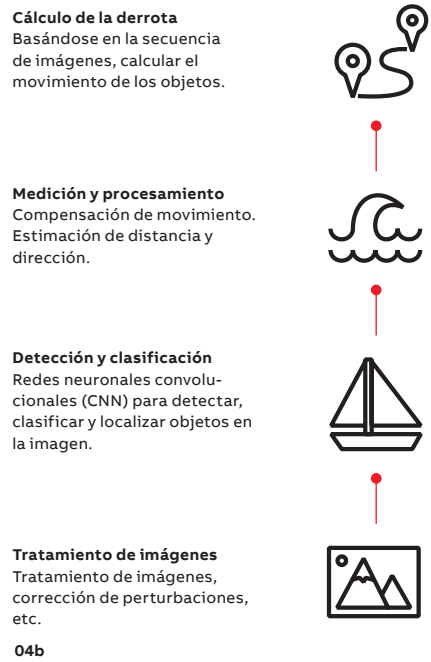 Cálculo de la derrota
Basándose en la secuencia
de imágenes, calcular el
movimiento de los objetos.
Medición y procesamiento
Compensación de movimiento.
Estimación de distancia y
dirección.
Detección y clasificación
Redes neuronales convolu-
cionales (CNN) para detectar,
clasificar y localizar objetos en
la imagen.
Tratamiento de imágenes
Tratamiento de imágenes,
corrección de perturbaciones,
etc.
04b